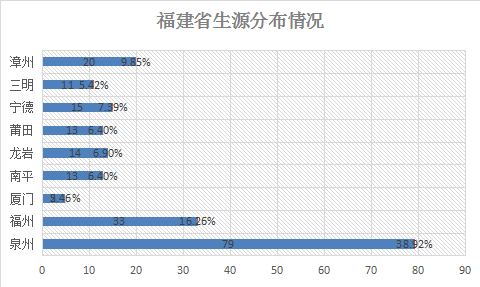 福建省生源分布情况
漳州 20 9.85%
三明 11 5.42%
宁德 15 7.39%
莆田 13 6.40%
龙岩 14 6.90%
南平 13 6.40%
厦门
福州 33 16.26%
泉州 79 38.92%
0 10 20 30 40 50 60 70 80 90